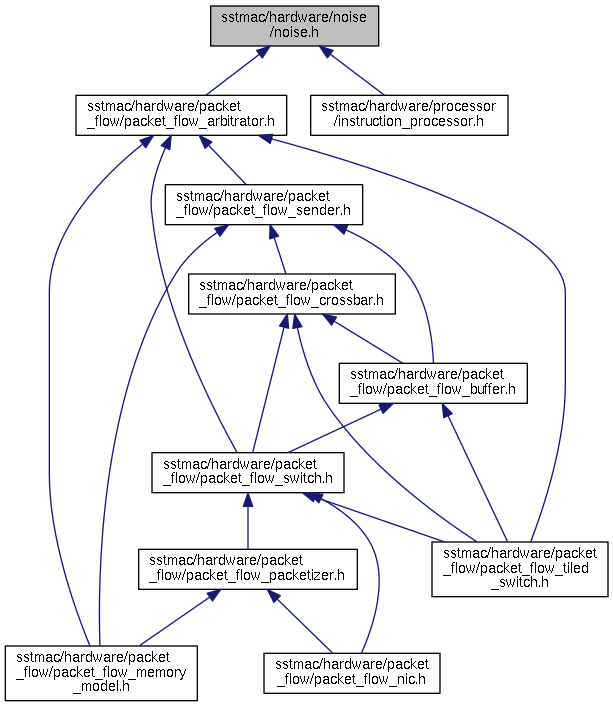 sstmac/hardware/noise
/noise.h
sstmac/hardware/packet
_flow/packet_flow_arbitrator.h
sstmac/hardware/processor
/instruction_processor.h
sstmac/hardware/packet
_flow/packet_flow_sender.h
sstmac/hardware/packet
_flow/packet_flow_crossbar.h
sstmac/hardware/packet
_flow/packet_flow_buffer.h
sstmac/hardware/packet
_flow/packet_flow_switch.h
sstmac/hardware/packet
_flow/packet_flow_packetizer.h
sstmac/hardware/packet
_flow/packet_flow_tiled
_switch.h
sstmac/hardware/packet
_flow/packet_flow_memory
_model.h
sstmac/hardware/packet
_flow/packet_flow_nic.h